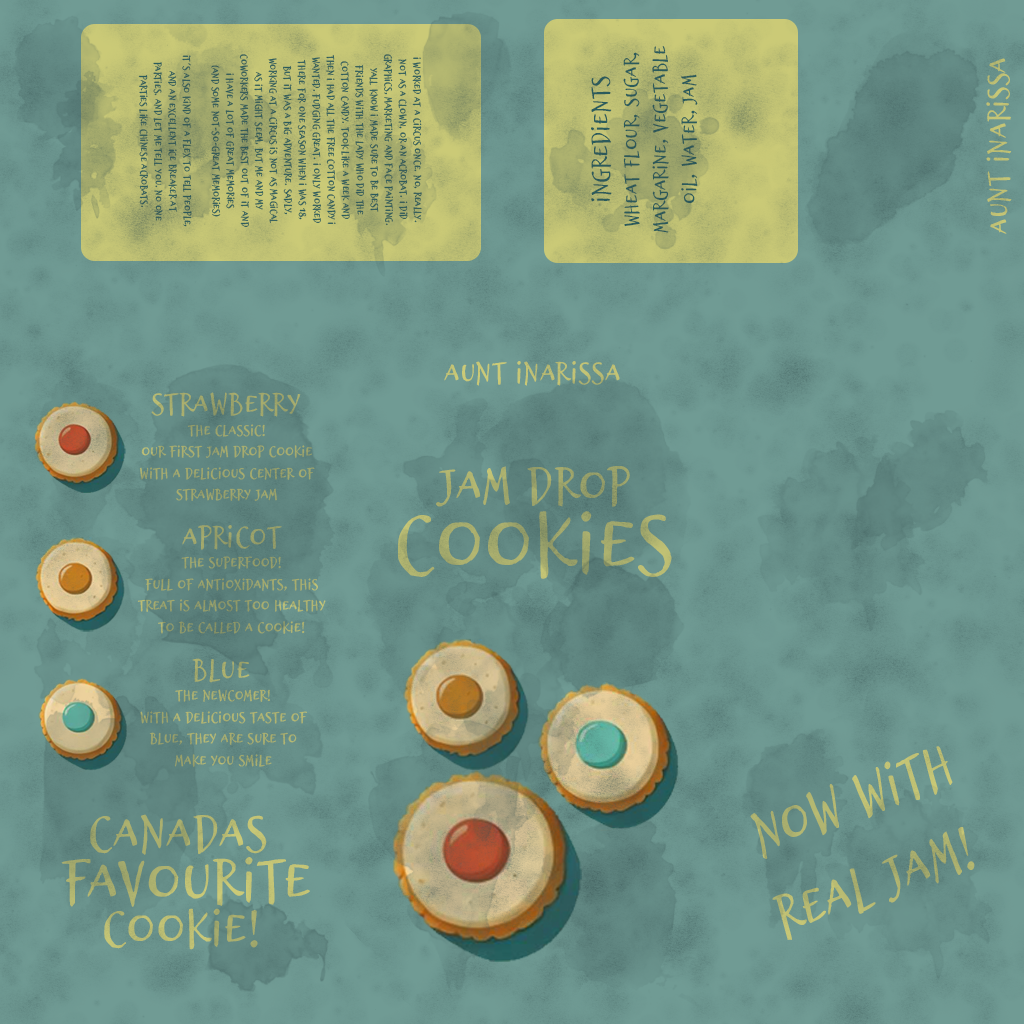 I WORKED AT A CIRCUS ONCE. NO, REALLY.
NOT AS A CLOWN, OR AN ACROBAT. I DID
GRAPHICS, MARKETING AND FACE PAINTING.
YALL KNOW I MADE SURE TO BE BEST
FRIENDS WITH THE LADY WHO DID THE
COTTON CANDY. TOOK LIKE A WEEK AND
THEN I HAD ALL THE FREE COTTON CANDY I
WANTED. FUDGING GREAT. I ONLY WORKED
THERE FOR ONE SEASON WHEN I WAS 18,
BUT IT WAS A BIG ADVENTURE. SADLY,
WORKING AT A CIRCUS IS NOT AS MAGICAL
AS IT MIGHT SEEM, BUT ME AND MY
COWORKERS MADE THE BEST OUT OF IT AND
I HAVE A LOT OF GREAT MEMORIES
(AND SOME NOT-SO-GREAT MEMORIES)
IT'S ALSO KIND OF A FLEX TO TELL PEOPLE,
AND AN EXCELLENT ICE BREAKER AT
PARTIES, AND LET ME TELL YOU, NO ONE
PARTIES LIKE CHINESE ACROBATS.
INGREDIENTS
WHEAT FLOUR, SUGAR,
MARGARINE, VEGETABLE
OIL, WATER, JAM
AUNT INARISSA
AUNT INARISSA
JAM DROP
COOKIES
STRAWBERRY
THE CLASSIC!
OUR FIRST JAM DROP COOKIE
WITH A DELICIOUS CENTER OF
STRAWBERRY JAM
APRICOT
THE SUPERFOOD!
FULL OF ANTIOXIDANTS, THIS
TREAT IS ALMOST TOO HEALTHY
TO BE CALLED A COOKIE!
BLUE
THE NEWCOMER!
WITH A DELICIOUS TASTE OF
BLUE, THEY ARE SURE TO
MAKE YOU SMILE
CANADAS
FAVOURITE
COOKIE!
NOW WITH
REAL JAM!